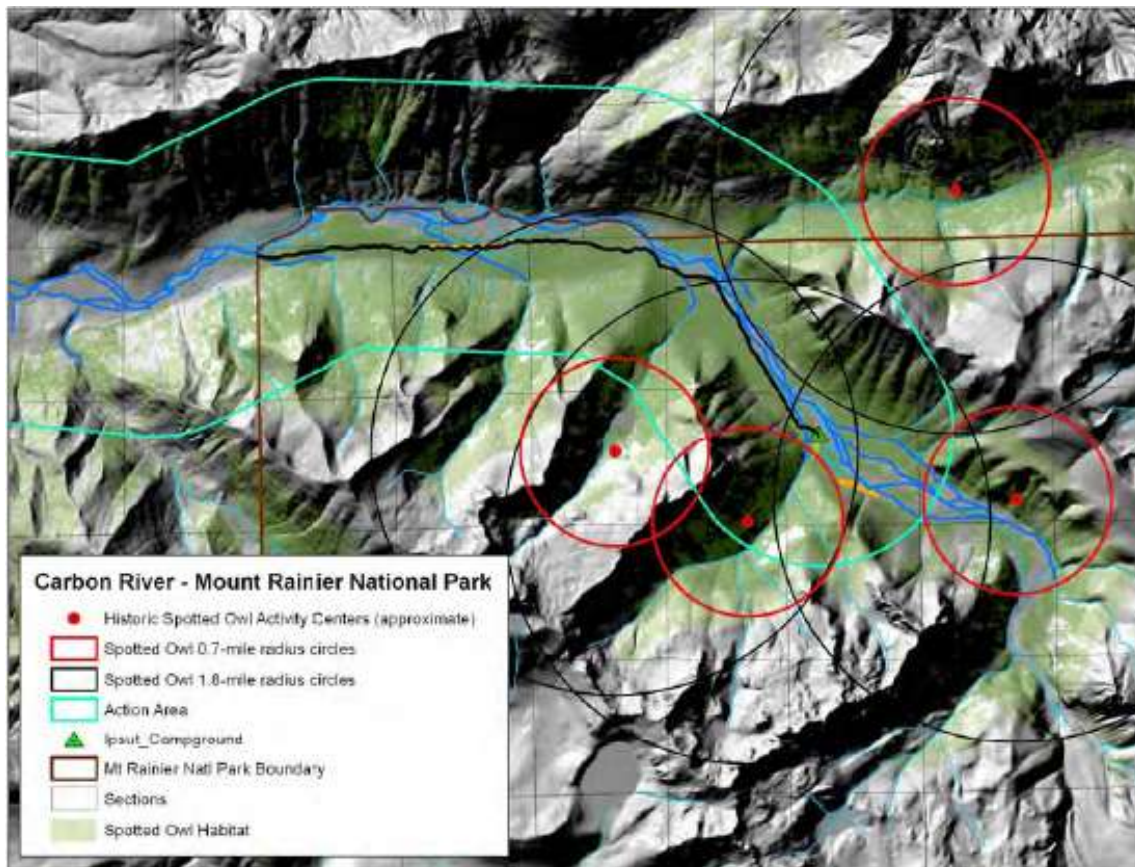 Carbon River - Mount Rainier National Park
Historic Spotted Owl Activity Centers (approximate)
Spotted Owl 0.7-mile radius circles
Spotted Owl 1.8-mile radius circles
Action Area
Ipsut_Campground
Mt Rainier Natl Park Boundary
Sections
Spotted Owl Habitat